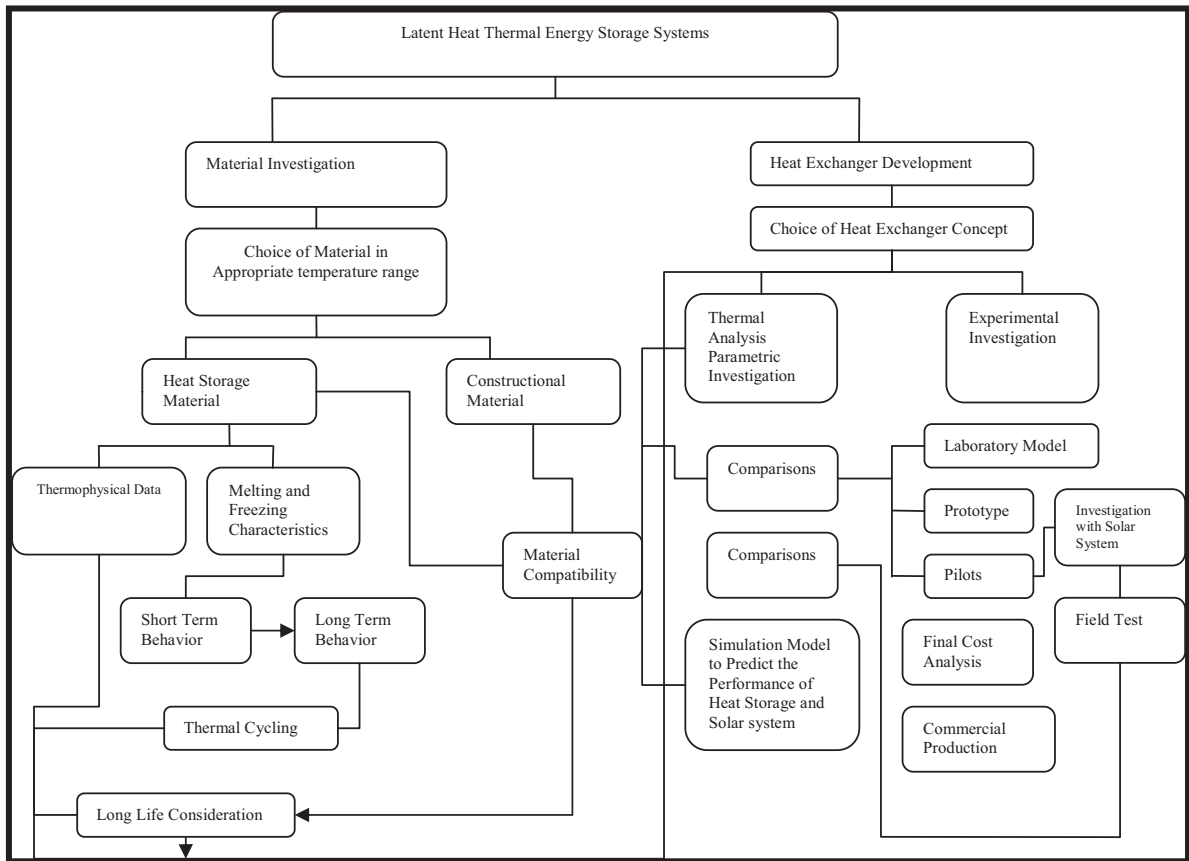 Latent Heat Thermal Energy Storage Systems
Material Investigation
Heat Exchanger Development
Choice of Heat Exchanger Concept
Choice of Material in
Appropriate temperature range
Thermal
Analysis
Parametric
Investigation
Experimental
Investigation
Heat Storage
Material
Constructional
Material
Laboratory Model
Comparisons
Thermophysical Data
Melting and
Freezing
Characteristics
Prototype
Investigation
with Solar
System
Material
Compatibility
Comparisons
Pilots
Short Term
Behavior
Long Term
Behavior
Simulation Model
to Predict the
Performance of
Heat Storage and
Solar system
Final Cost
Analysis
Field Test
Thermal Cycling
Commercial
Production
Long Life Consideration